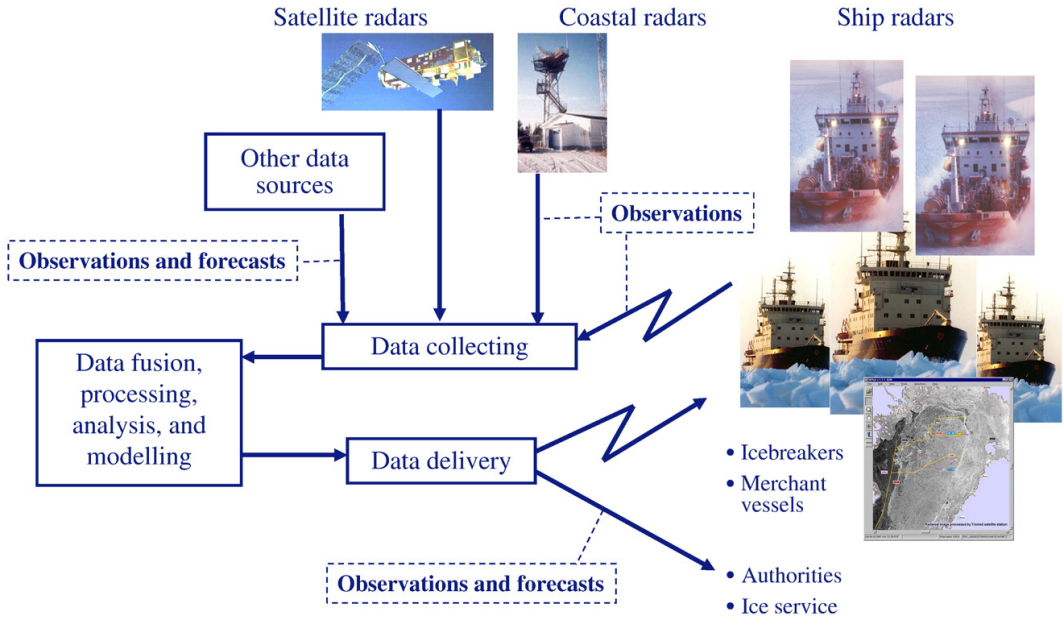 Satellite radars
Coastal radars
Ship radars
Other data
sources
Observations
Observations and forecasts
Data collecting
Data fusion,
processing,
analysis, and
modelling
Data delivery
• Icebreakers
• Merchant
vessels
Observations and forecasts
• Authorities
• Ice service